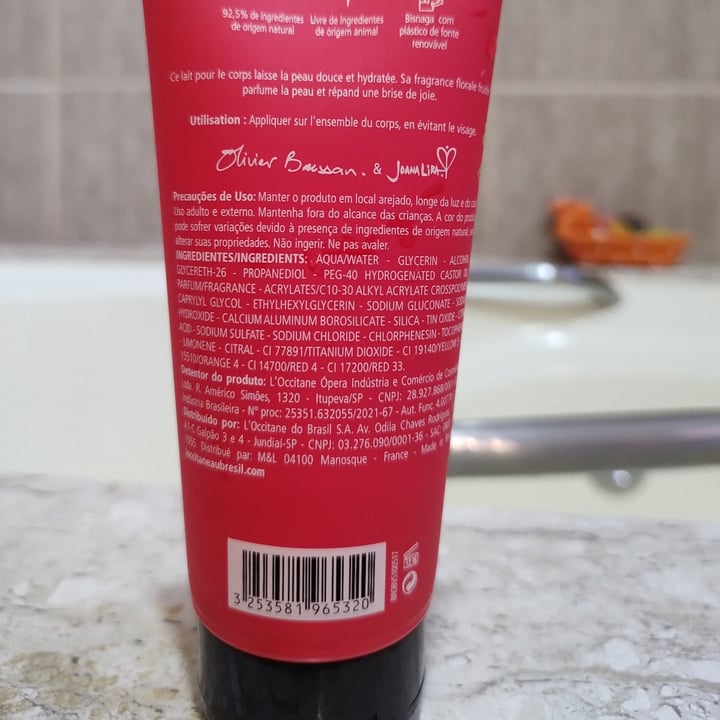 92,5% de ingredientes
de origem natural
Livre de ingredientes
de origem animal
Bisnaga com
plástico de fonte
renovável
Ce lait pour le corps laisse la peau douce et hydratée. Sa fragrance florale
parfume la peau et répand une brise de joie.
Utilisation : Appliquer sur l'ensemble du corps, en évitant le visage.
Olivier Baussan. & JOANA LIRA.
Precauções de Uso: Manter o produto em local arejado, longe da luz e do
Uso adulto e externo. Mantenha fora do alcance das crianças. A cor do
pode sofrer variações devido à presença de ingredientes de origem natural,
alterar suas propriedades. Não ingerir. Ne pas avaler.
INGREDIENTES/INGREDIENTS: AQUA/WATER - GLYCERIN -
GLYCERETH-26 - PROPANEDIOL - PEG-40 HYDROGENATED CASTOR
PARFUM/FRAGRANCE - ACRYLATES/C10-30 ALKYL ACRYLATE
CAPRYLYL GLYCOL - ETHYLHEXYLGLYCERIN - SODIUM GLUCONATE -
HYDROXIDE - CALCIUM ALUMINUM BOROSILICATE - SILICA - TIN OXIDE -
ACID - SODIUM SULFATE - SODIUM CHLORIDE - CHLORPHENESIN -
- LIMONENE - CITRAL - CI 77891/TITANIUM DIOXIDE - CI 19140/YELLOW
15510/ORANGE 4 - CI 14700/RED 4 - CI 17200/RED 33.
Detentor do produto: L'Occitane Ópera Indústria e Comércio de
Ltda. R. Américo Simões, 1320 - Itupeva/SP - CNPJ:
Indústria Brasileira - Nº proc: 25351.632055/2021-67 - Aut. Func.
Distribuído por: L'Occitane do Brasil S.A. Av. Odila Chaves Rodrigues
A1-C Galpão 3 e 4 - Jundiaí-SP - CNPJ: 03.276.090/0001-36 - SAC
Distribué par: M&L 04100 Manosque - France -
loccitaneaubresil.com
3 253581 965320